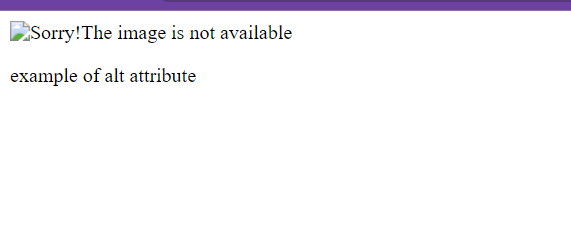 Sorry!The image is not available
example of alt attribute